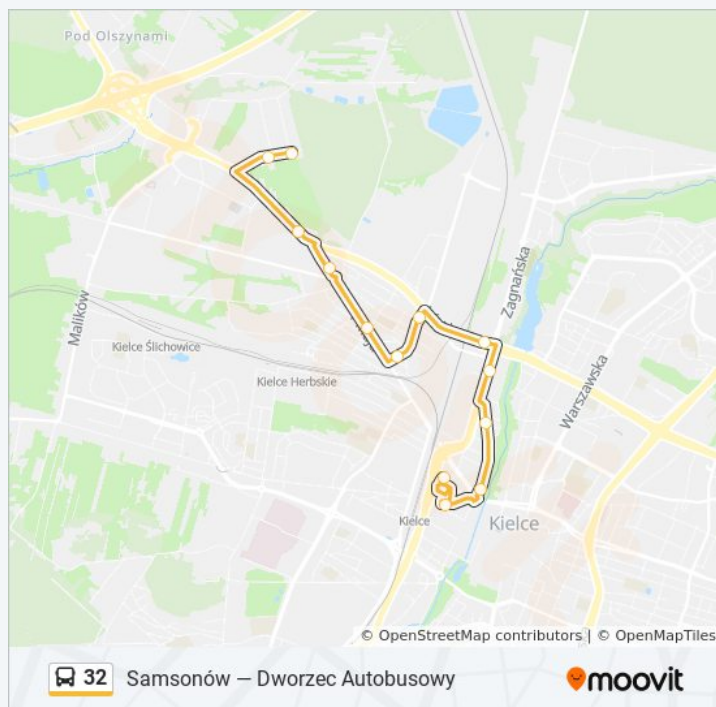 Pod Olszynami
Zagnańska
Malików
Kielce Ślichowice
Kielce Herbskie
Warszawska
Kielce
Kielce
© OpenStreetMap contributors | © OpenMapTiles
32 Samsonów — Dworzec Autobusowy
moovit